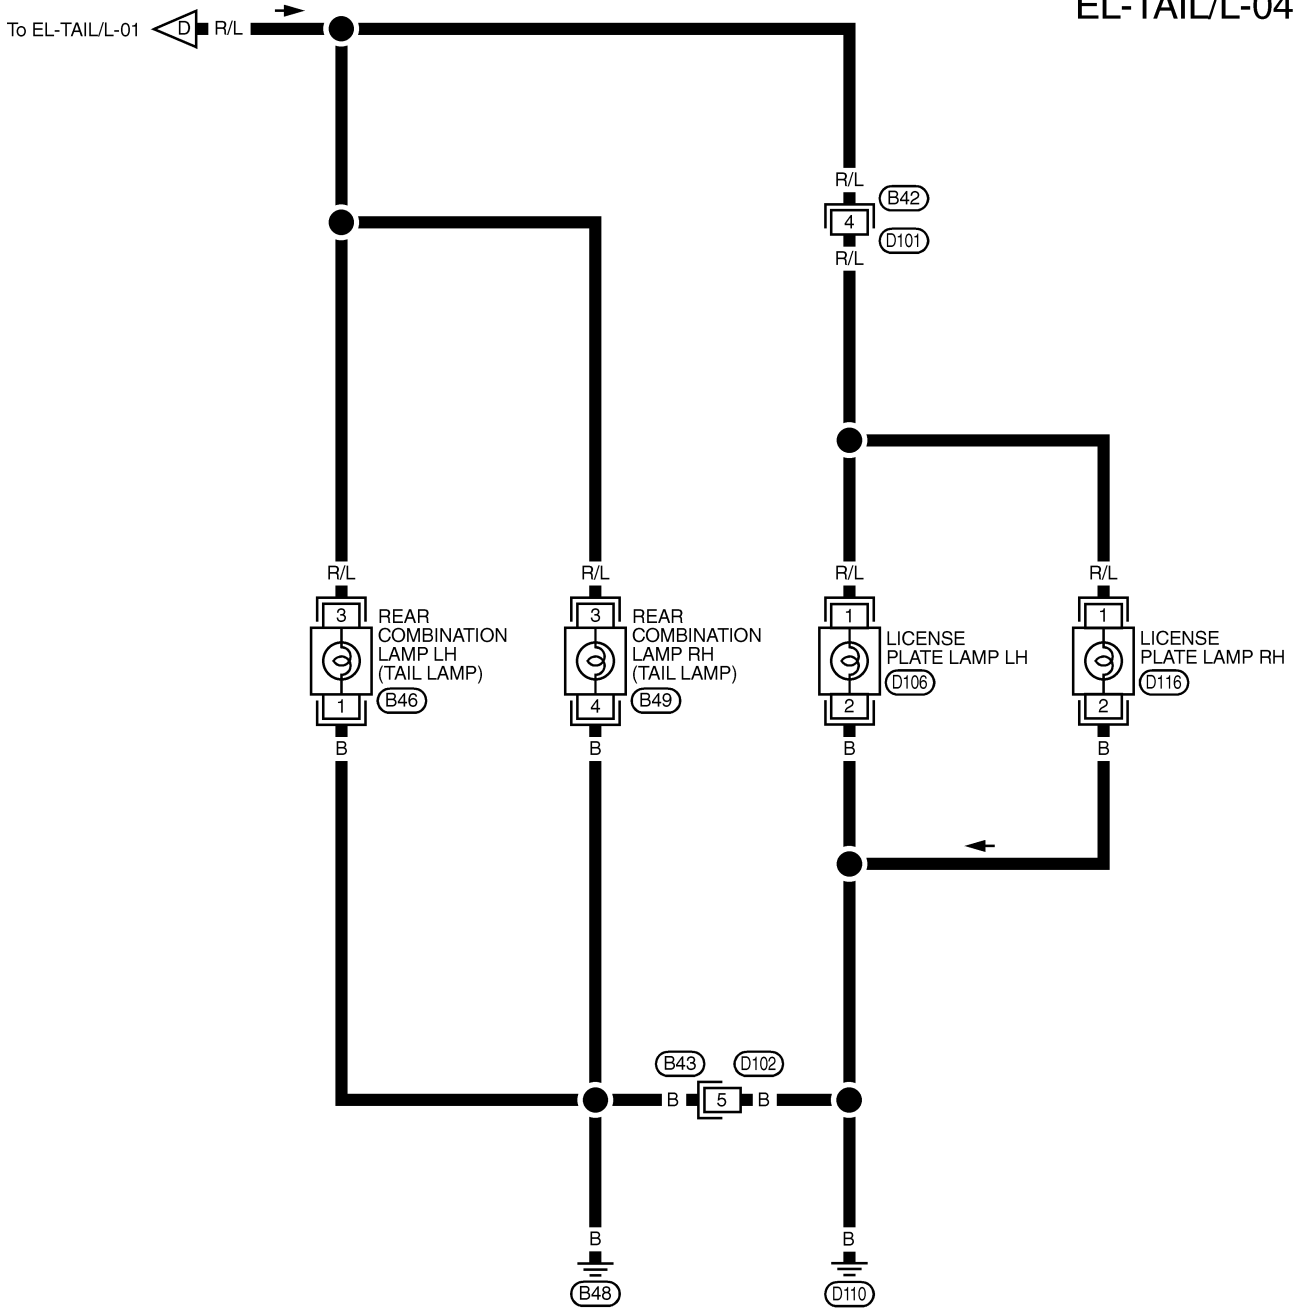 EL-TAIL/L-04
To EL-TAIL/L-01
D
R/L
R/L
B42
4
D101
R/L
R/L
R/L
R/L
R/L
3
REAR
COMBINATION
LAMP LH
(TAIL LAMP)
B46
1
3
REAR
COMBINATION
LAMP RH
(TAIL LAMP)
B49
4
1
LICENSE
PLATE LAMP LH
D106
2
1
LICENSE
PLATE LAMP RH
D116
2
B
B
B
B
B43
D102
B
5
B
B
B
B48
D110